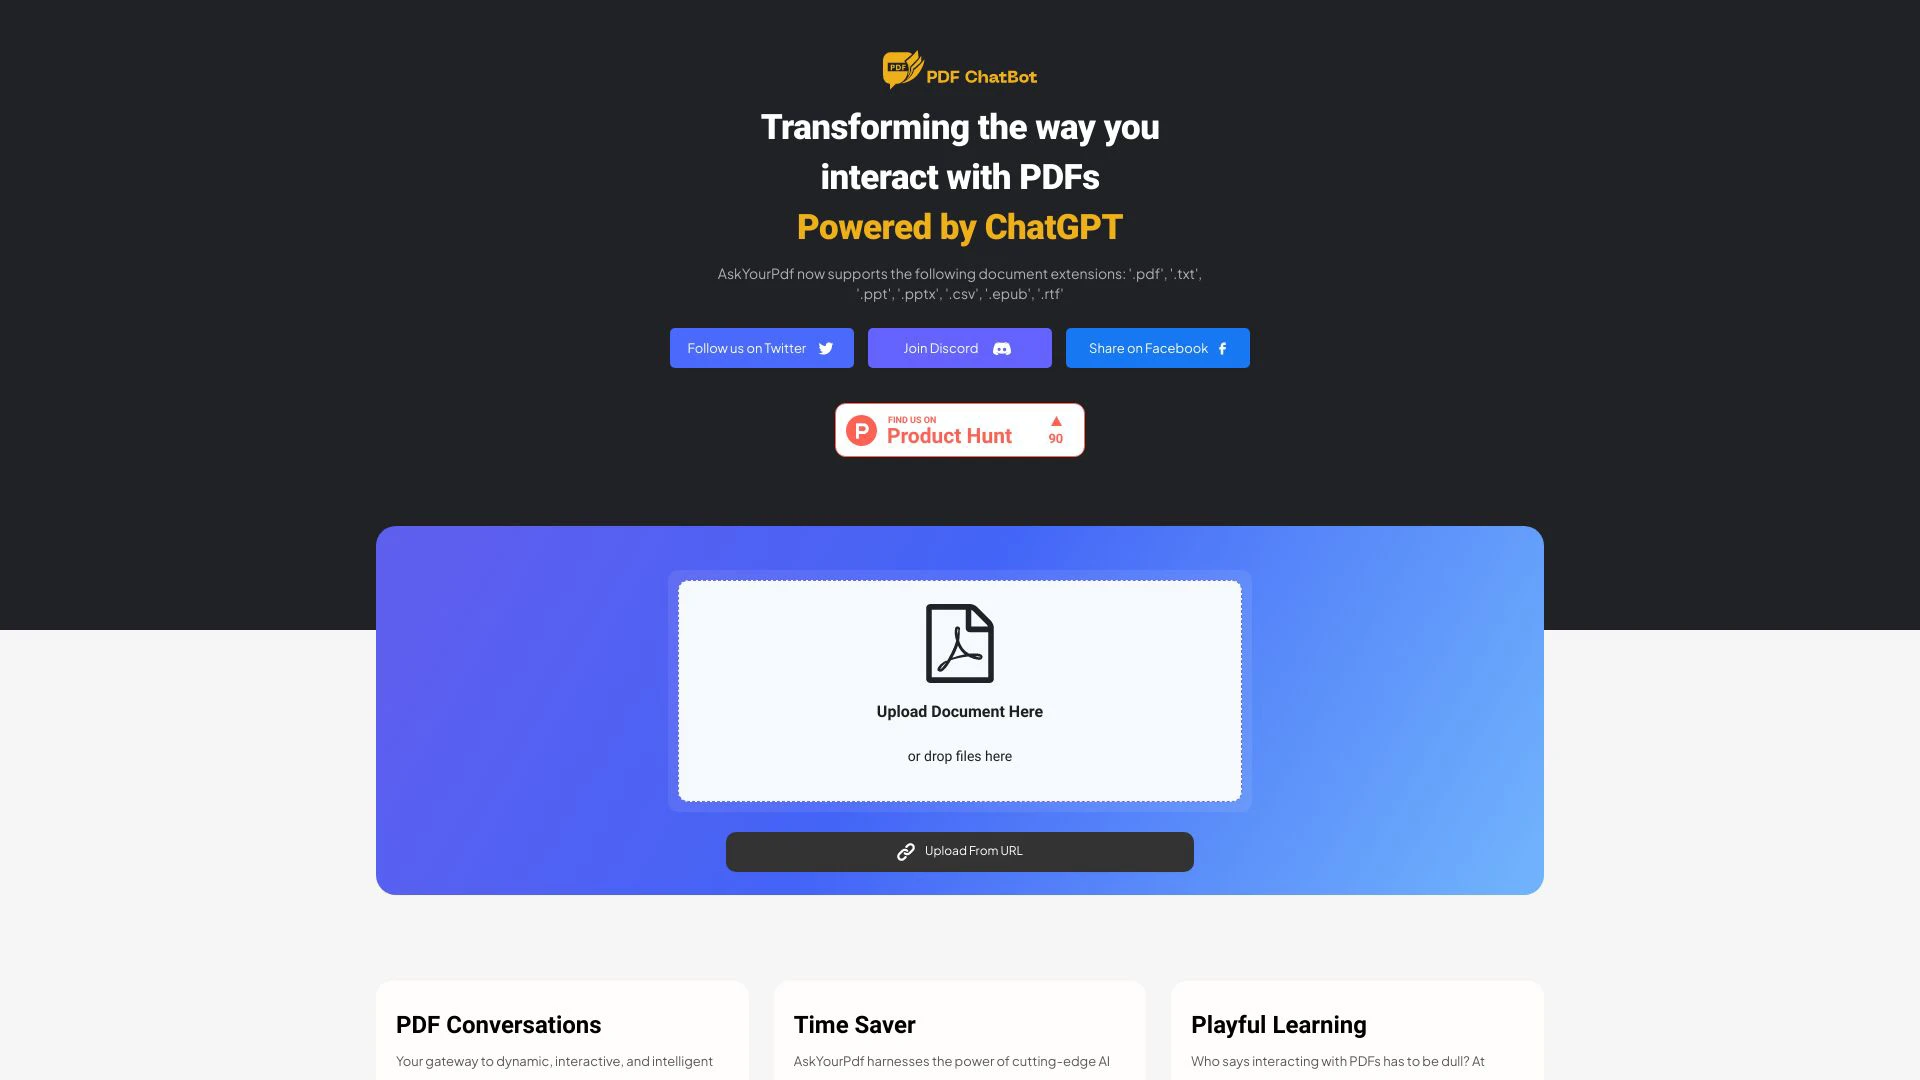 PDF
PDF ChatBot
Transforming the way you
interact with PDFs
Powered by ChatGPT
AskYourPdf now supports the following document extensions: '.pdf', '.txt',
'.ppt', '.pptx', '.csv', '.epub', '.rtf'
Follow us on Twitter
Join Discord
Share on Facebook
P
FIND US ON
Product Hunt
▲
90
Upload Document Here
or drop files here
Upload From URL
PDF Conversations
Your gateway to dynamic, interactive, and intelligent
Time Saver
AskYourPdf harnesses the power of cutting-edge AI
Playful Learning
Who says interacting with PDFs has to be dull? At